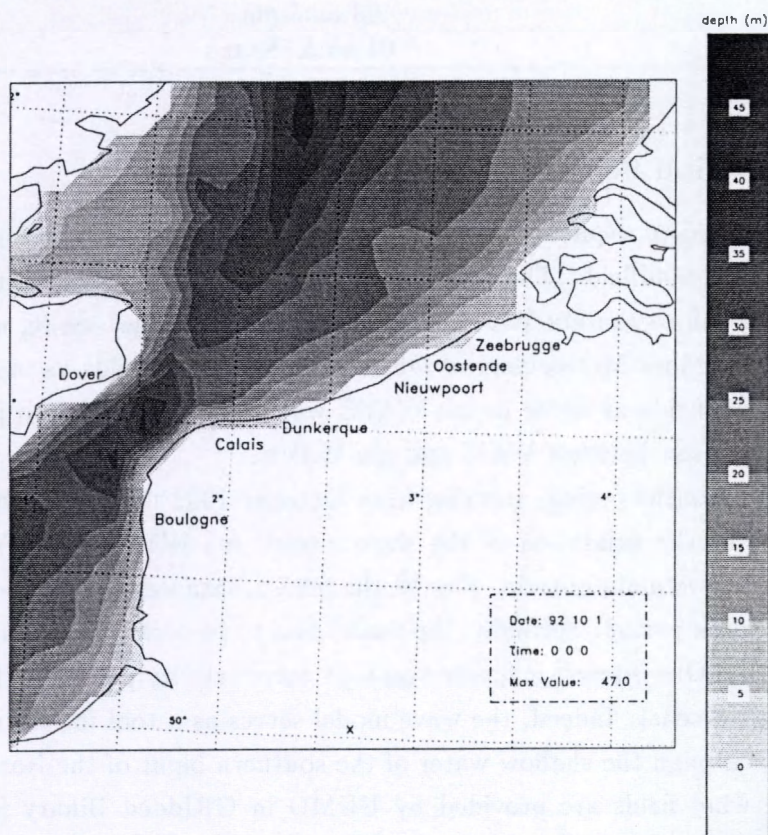 depth (m)
45
40
35
30
25
20
15
10
5
0
Dover
Zeebrugge
Oostende
Nieuwpoort
Dunkerque
Calais
2°
3°
4°
Boulogne
Date: 92 10 1
Time: 0 0 0
Max Value: 47.0
50°
x